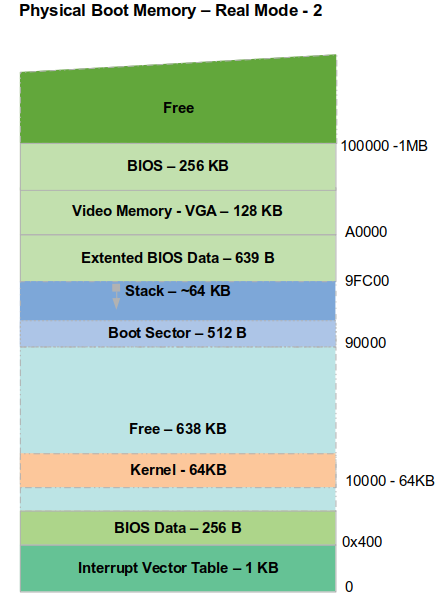 Physical Boot Memory – Real Mode - 2
Free
100000 -1MB
BIOS – 256 KB
Video Memory - VGA – 128 KB
A0000
Extented BIOS Data – 639 B
9FC00
Stack – ~64 KB
Boot Sector – 512 B
90000
Free – 638 KB
Kernel - 64KB
10000 - 64KB
BIOS Data – 256 B
0x400
Interrupt Vector Table – 1 KB
0